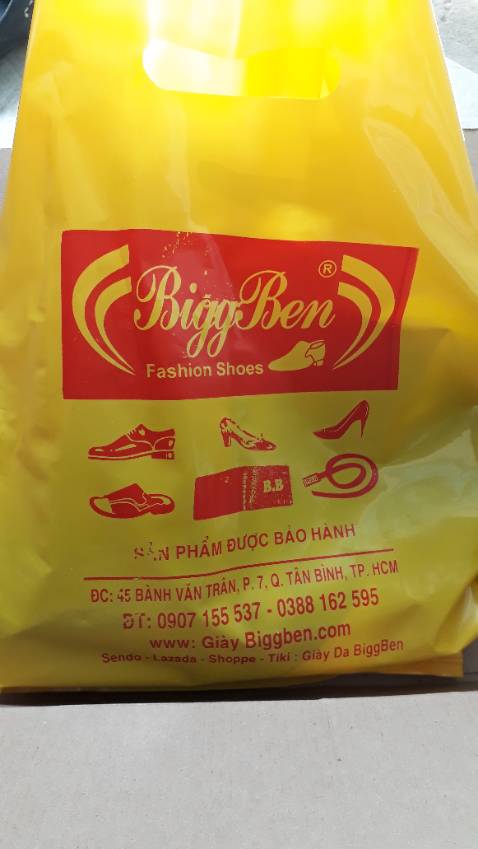 BiggBen ®
Fashion Shoes
B.B
SẢN PHẨM ĐƯỢC BẢO HÀNH
ĐC: 45 BÀNH VĂN TRÂN, P. 7, Q. TÂN BÌNH, TP. HCM
ĐT: 0907 155 537 - 0388 162 595
www: Giày Biggben.com
Sendo - Lazada - Shoppe - Tiki : Giày Da BiggBen